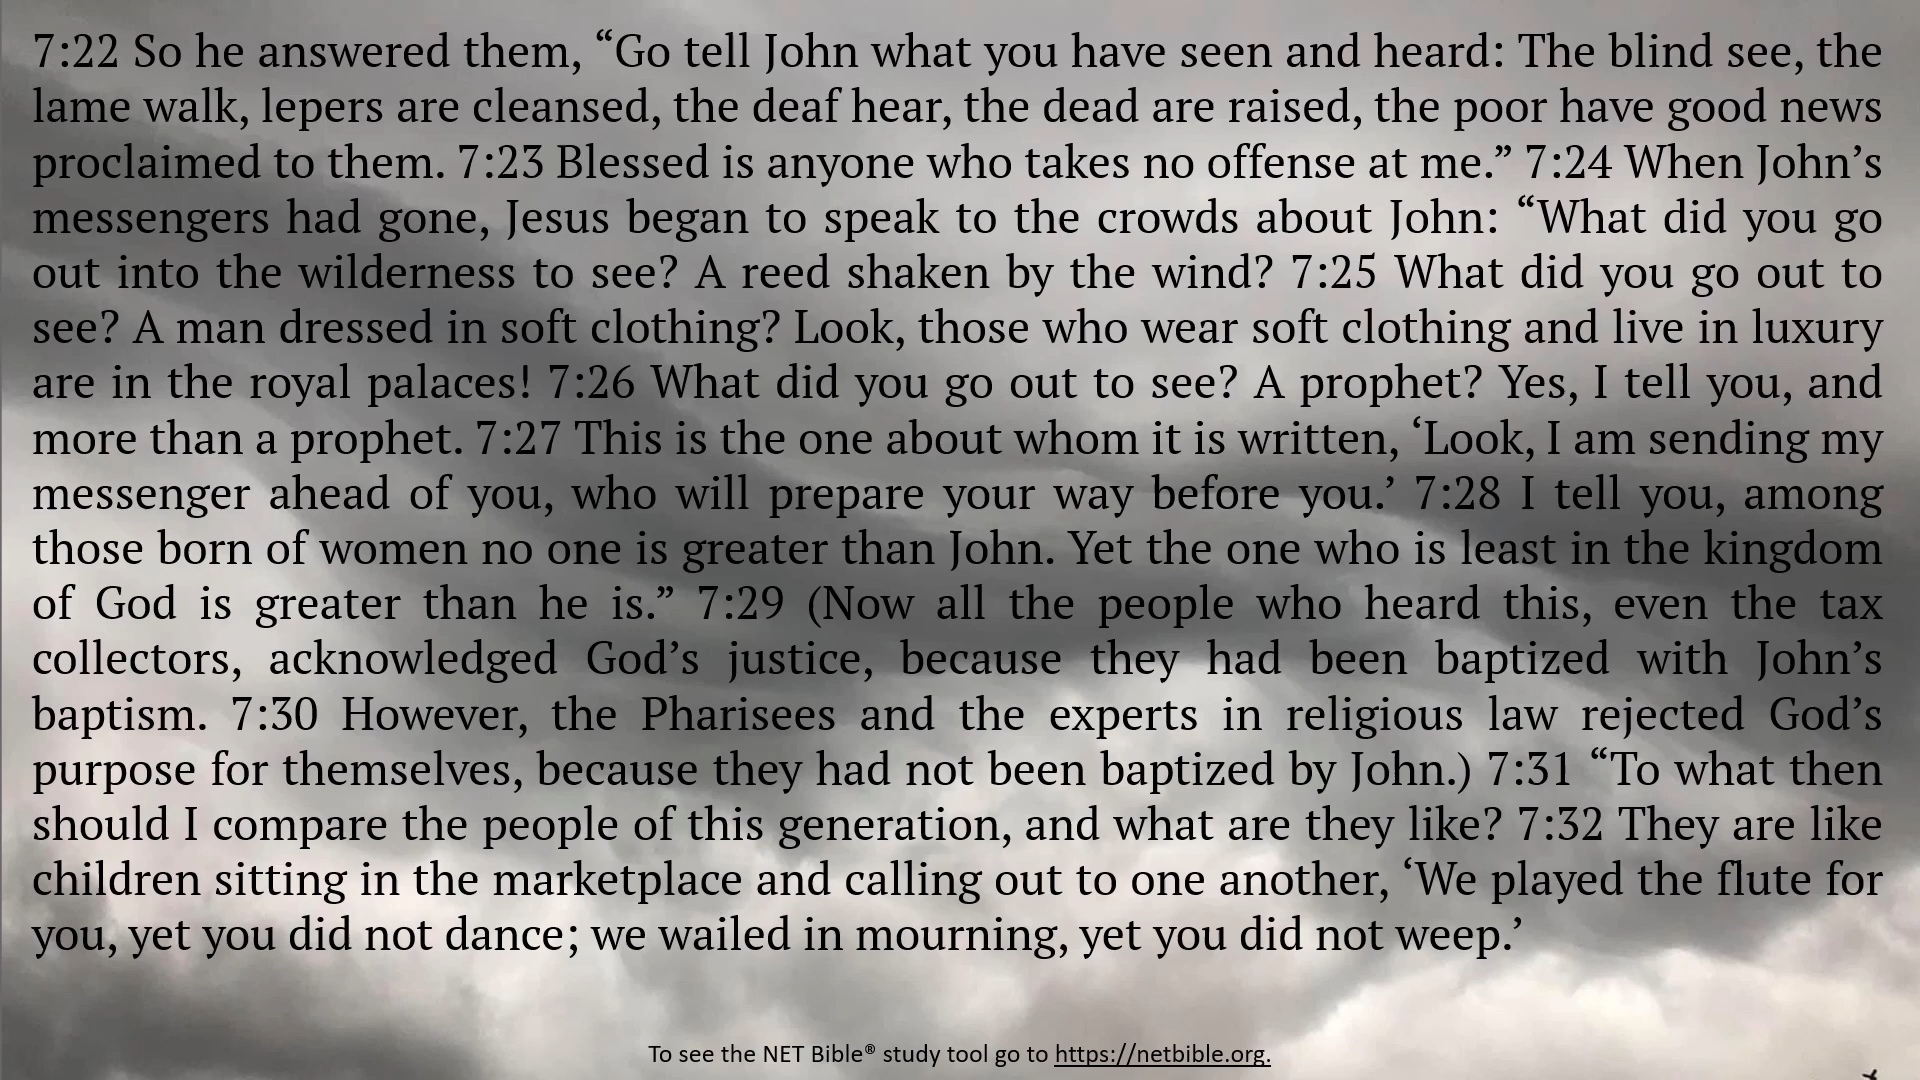 7:22 So he answered them, “Go tell John what you have seen and heard: The blind see, the
lame walk, lepers are cleansed, the deaf hear, the dead are raised, the poor have good news
proclaimed to them. 7:23 Blessed is anyone who takes no offense at me.” 7:24 When John’s
messengers had gone, Jesus began to speak to the crowds about John: “What did you go
out into the wilderness to see? A reed shaken by the wind? 7:25 What did you go out to
see? A man dressed in soft clothing? Look, those who wear soft clothing and live in luxury
are in the royal palaces! 7:26 What did you go out to see? A prophet? Yes, I tell you, and
more than a prophet. 7:27 This is the one about whom it is written, ‘Look, I am sending my
messenger ahead of you, who will prepare your way before you.’ 7:28 I tell you, among
those born of women no one is greater than John. Yet the one who is least in the kingdom
of God is greater than he is.” 7:29 (Now all the people who heard this, even the tax
collectors, acknowledged God’s justice, because they had been baptized with John’s
baptism. 7:30 However, the Pharisees and the experts in religious law rejected God’s
purpose for themselves, because they had not been baptized by John.) 7:31 “To what then
should I compare the people of this generation, and what are they like? 7:32 They are like
children sitting in the marketplace and calling out to one another, ‘We played the flute for
you, yet you did not dance; we wailed in mourning, yet you did not weep.’
To see the NET Bible® study tool go to https://netbible.org.